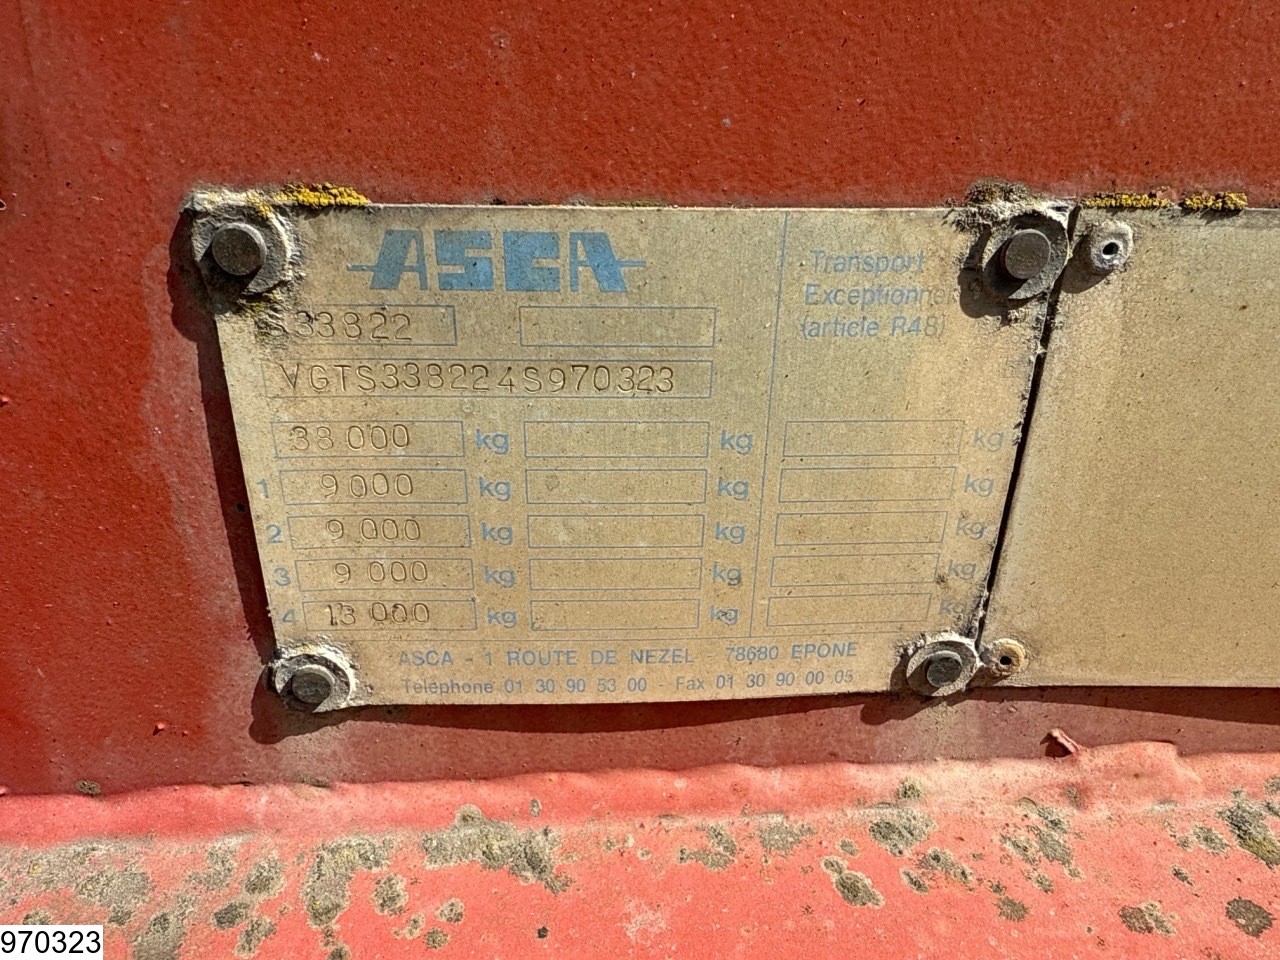 ASCA
Transport
Exceptionnel
(article R48)
S33822
VGTS338224S970323
38 000 kg kg kg
1 9 000 kg kg kg
2 9 000 kg kg kg
3 9 000 kg kg kg
4 13 000 kg kg kg
ASCA - 1 ROUTE DE NEZEL - 78680 EPONE
Téléphone 01 30 90 53 00 - Fax 01 30 90 00 05
970323